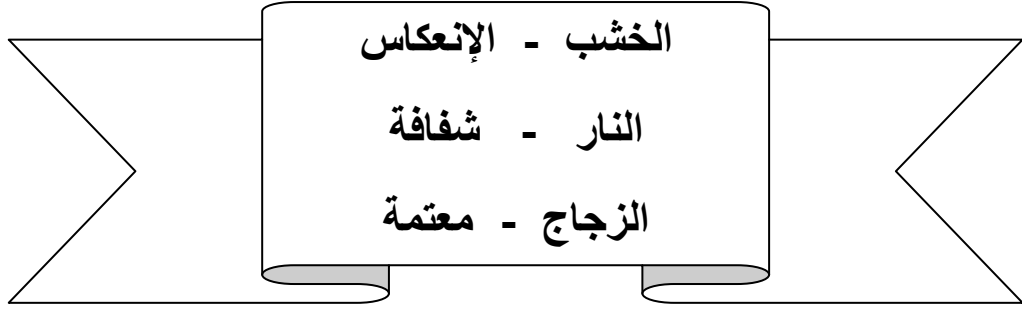 الخشب - الإنعكاس
النار - شفافة
الزجاج - معتمة